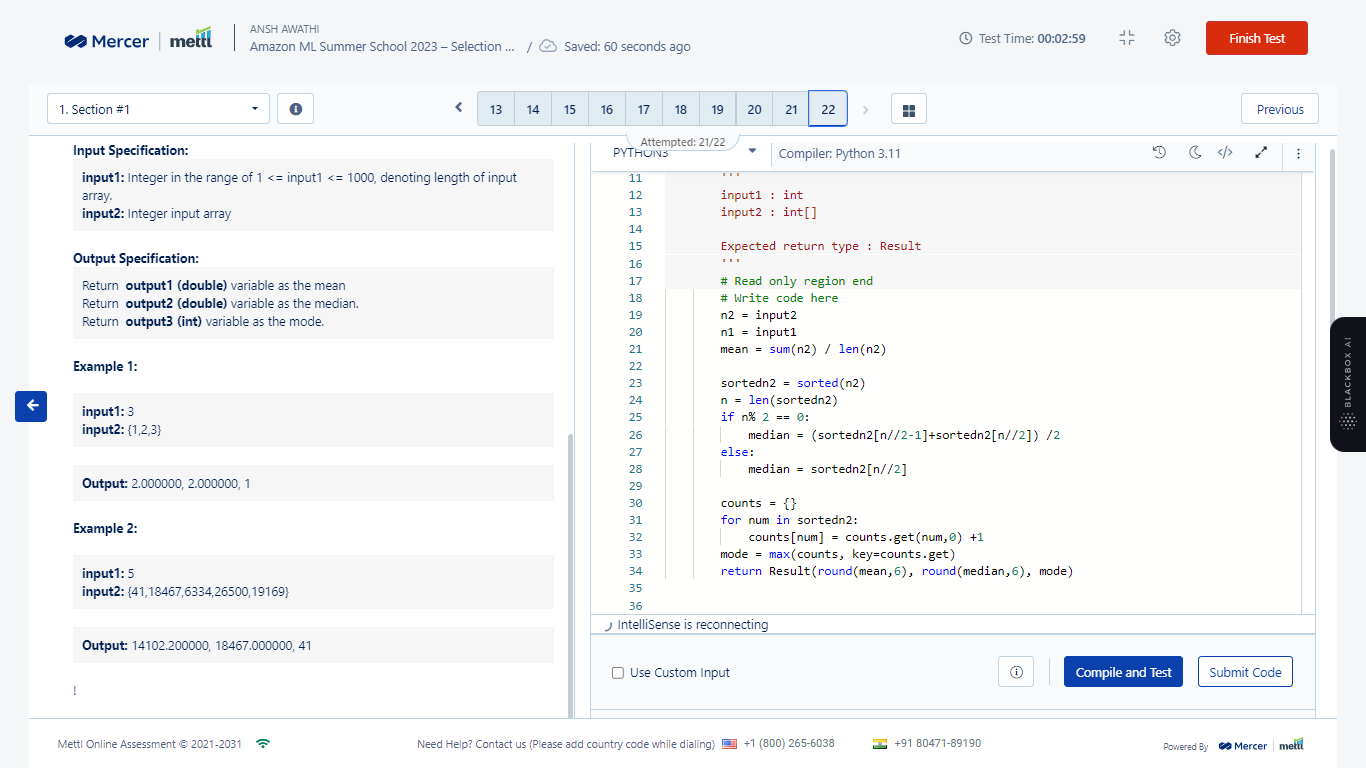 Mercer | mettl
ANSH AWATHI
Amazon ML Summer School 2023 – Selection ... / Saved: 60 seconds ago
Test Time: 00:02:59
Finish Test
1. Section #1
13 14 15 16 17 18 19 20 21 22
Previous
Attempted: 21/22
Input Specification:
input1: Integer in the range of 1 <= input1 <= 1000, denoting length of input
array.
input2: Integer input array
Output Specification:
Return output1 (double) variable as the mean
Return output2 (double) variable as the median.
Return output3 (int) variable as the mode.
Example 1:
input1: 3
input2: {1,2,3}
Output: 2.000000, 2.000000, 1
Example 2:
input1: 5
input2: {41,18467,6334,26500,19169}
Output: 14102.200000, 18467.000000, 41
!
PYTHON3
Compiler: Python 3.11
11 '''
12 input1 : int
13 input2 : int[]
14
15 Expected return type : Result
16 '''
17 # Read only region end
18 # Write code here
19 n2 = input2
20 n1 = input1
21 mean = sum(n2) / len(n2)
22
23 sortedn2 = sorted(n2)
24 n = len(sortedn2)
25 if n% 2 == 0:
26 median = (sortedn2[n//2-1]+sortedn2[n//2]) /2
27 else:
28 median = sortedn2[n//2]
29
30 counts = {}
31 for num in sortedn2:
32 counts[num] = counts.get(num,0) +1
33 mode = max(counts, key=counts.get)
34 return Result(round(mean,6), round(median,6), mode)
35
36
IntelliSense is reconnecting
Use Custom Input
Compile and Test
Submit Code
BLACKBOX AI
Mettl Online Assessment © 2021-2031
Need Help? Contact us (Please add country code while dialing) +1 (800) 265-6038
+91 80471-89190
Powered By Mercer | mettl